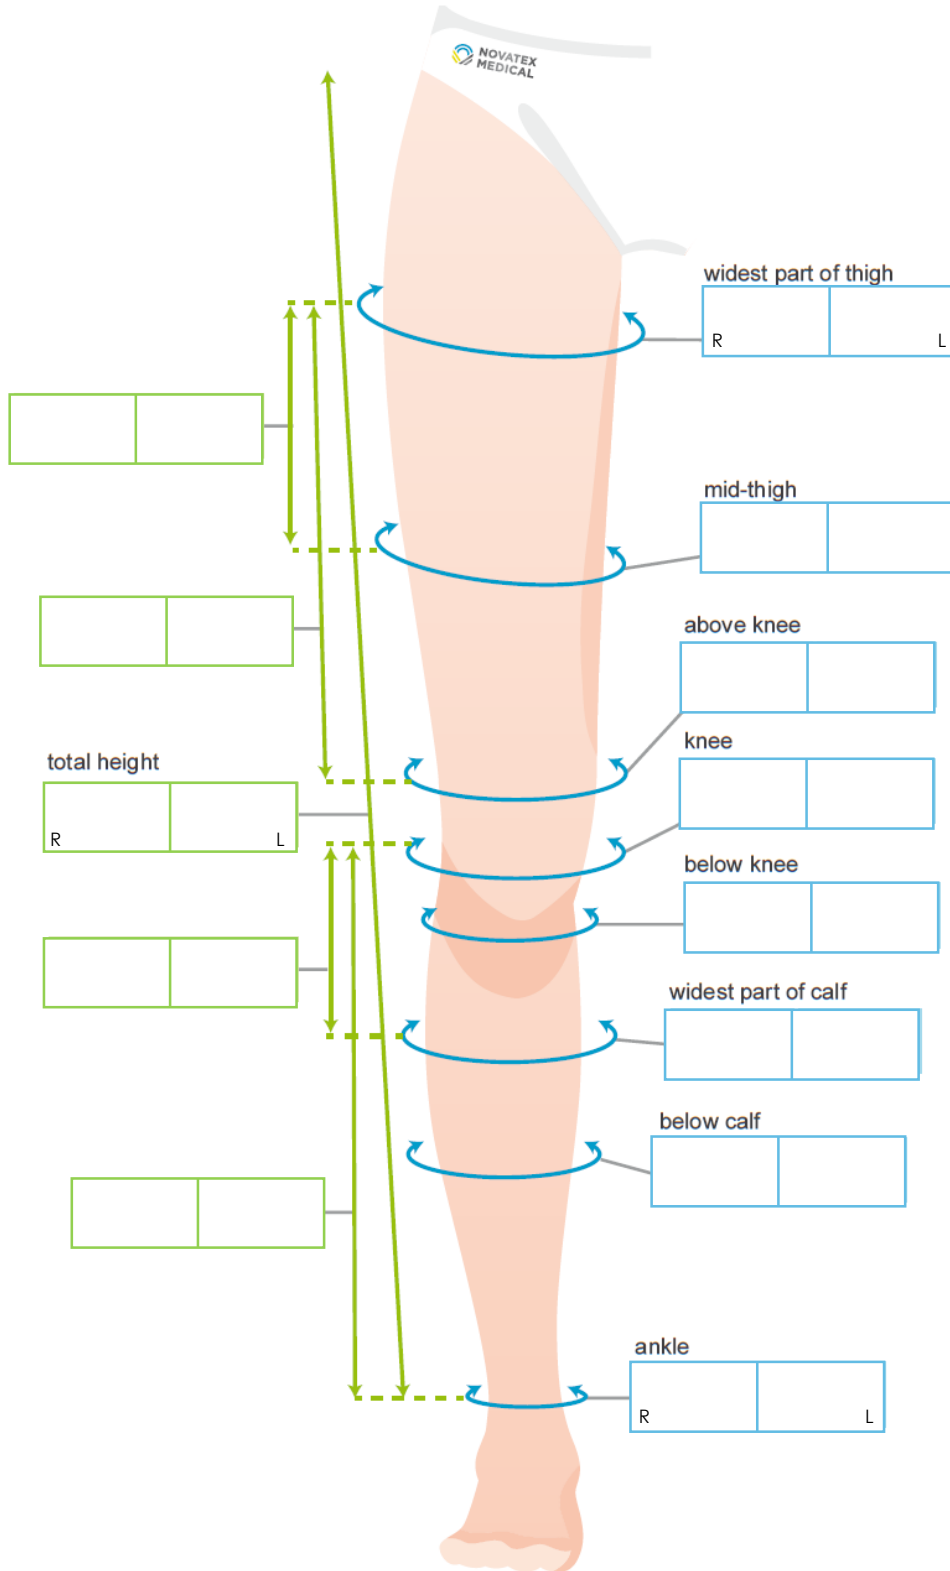 NOVATEX
MEDICAL
widest part of thigh
R L
mid-thigh
above knee
knee
total height
R L
below knee
widest part of calf
below calf
ankle
R L